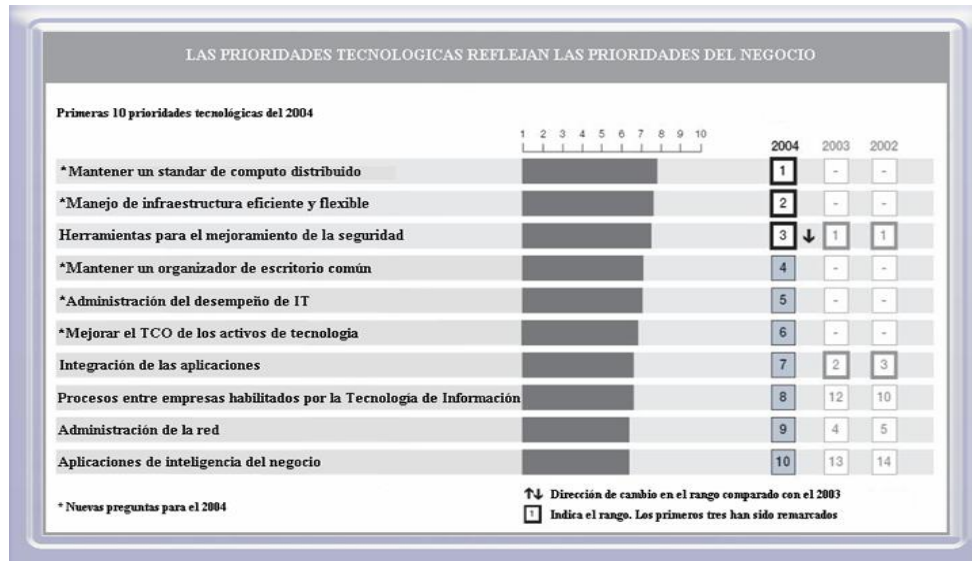 LAS PRIORIDADES TECNOLOGICAS REFLEJAN LAS PRIORIDADES DEL NEGOCIO
Primeras 10 prioridades tecnológicas del 2004
1 2 3 4 5 6 7 8 9 10
2004 2003 2002
*Mantener un standar de computo distribuido 1 - -
*Manejo de infraestructura eficiente y flexible 2 - -
Herramientas para el mejoramiento de la seguridad 3 ↓ 1 1
*Mantener un organizador de escritorio común 4 - -
*Administración del desempeño de IT 5 - -
*Mejorar el TCO de los activos de tecnología 6 - -
Integración de las aplicaciones 7 2 3
Procesos entre empresas habilitados por la Tecnología de Información 8 12 10
Administración de la red 9 4 5
Aplicaciones de inteligencia del negocio 10 13 14
* Nuevas preguntas para el 2004
↑↓ Dirección de cambio en el rango comparado con el 2003
1 Indica el rango. Los primeros tres han sido remarcados